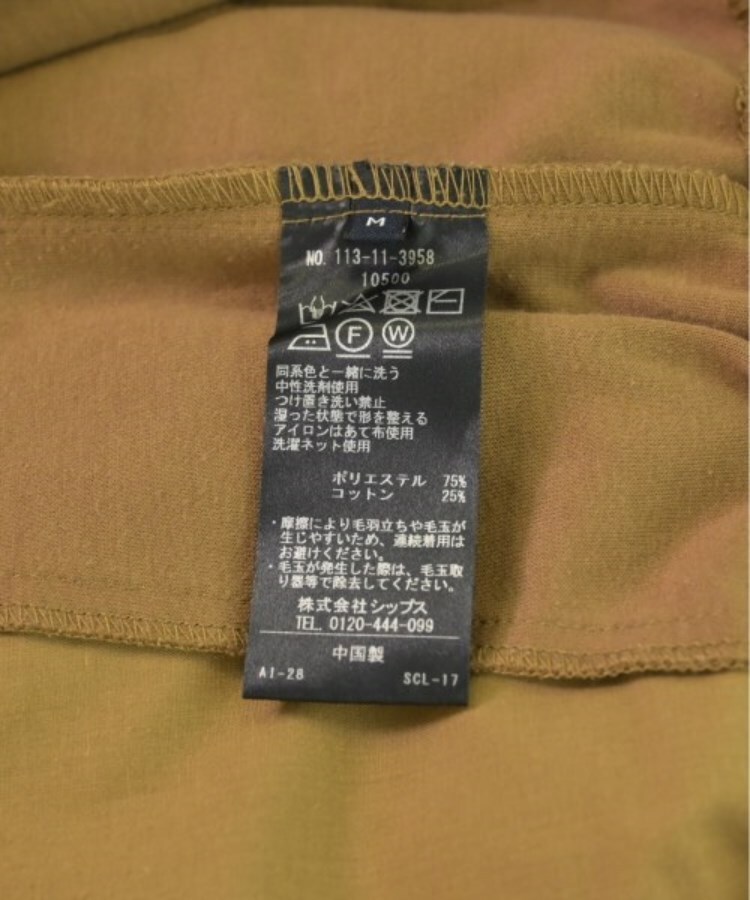 M
NO. 113-11-3958
10500
F W
同系色と一緒に洗う
中性洗剤使用
つけ置き洗い禁止
湿った状態で形を整える
アイロンはあて布使用
洗濯ネット使用
ポリエステル 75%
コットン 25%
・摩擦により毛羽立ちや毛玉が
生じやすいため、連続着用は
お避けください。
・毛玉が発生した際は、毛玉取
り器等で除去してください。
株式会社シップス
TEL. 0120-444-099
中国製
AI-28 SCL-17